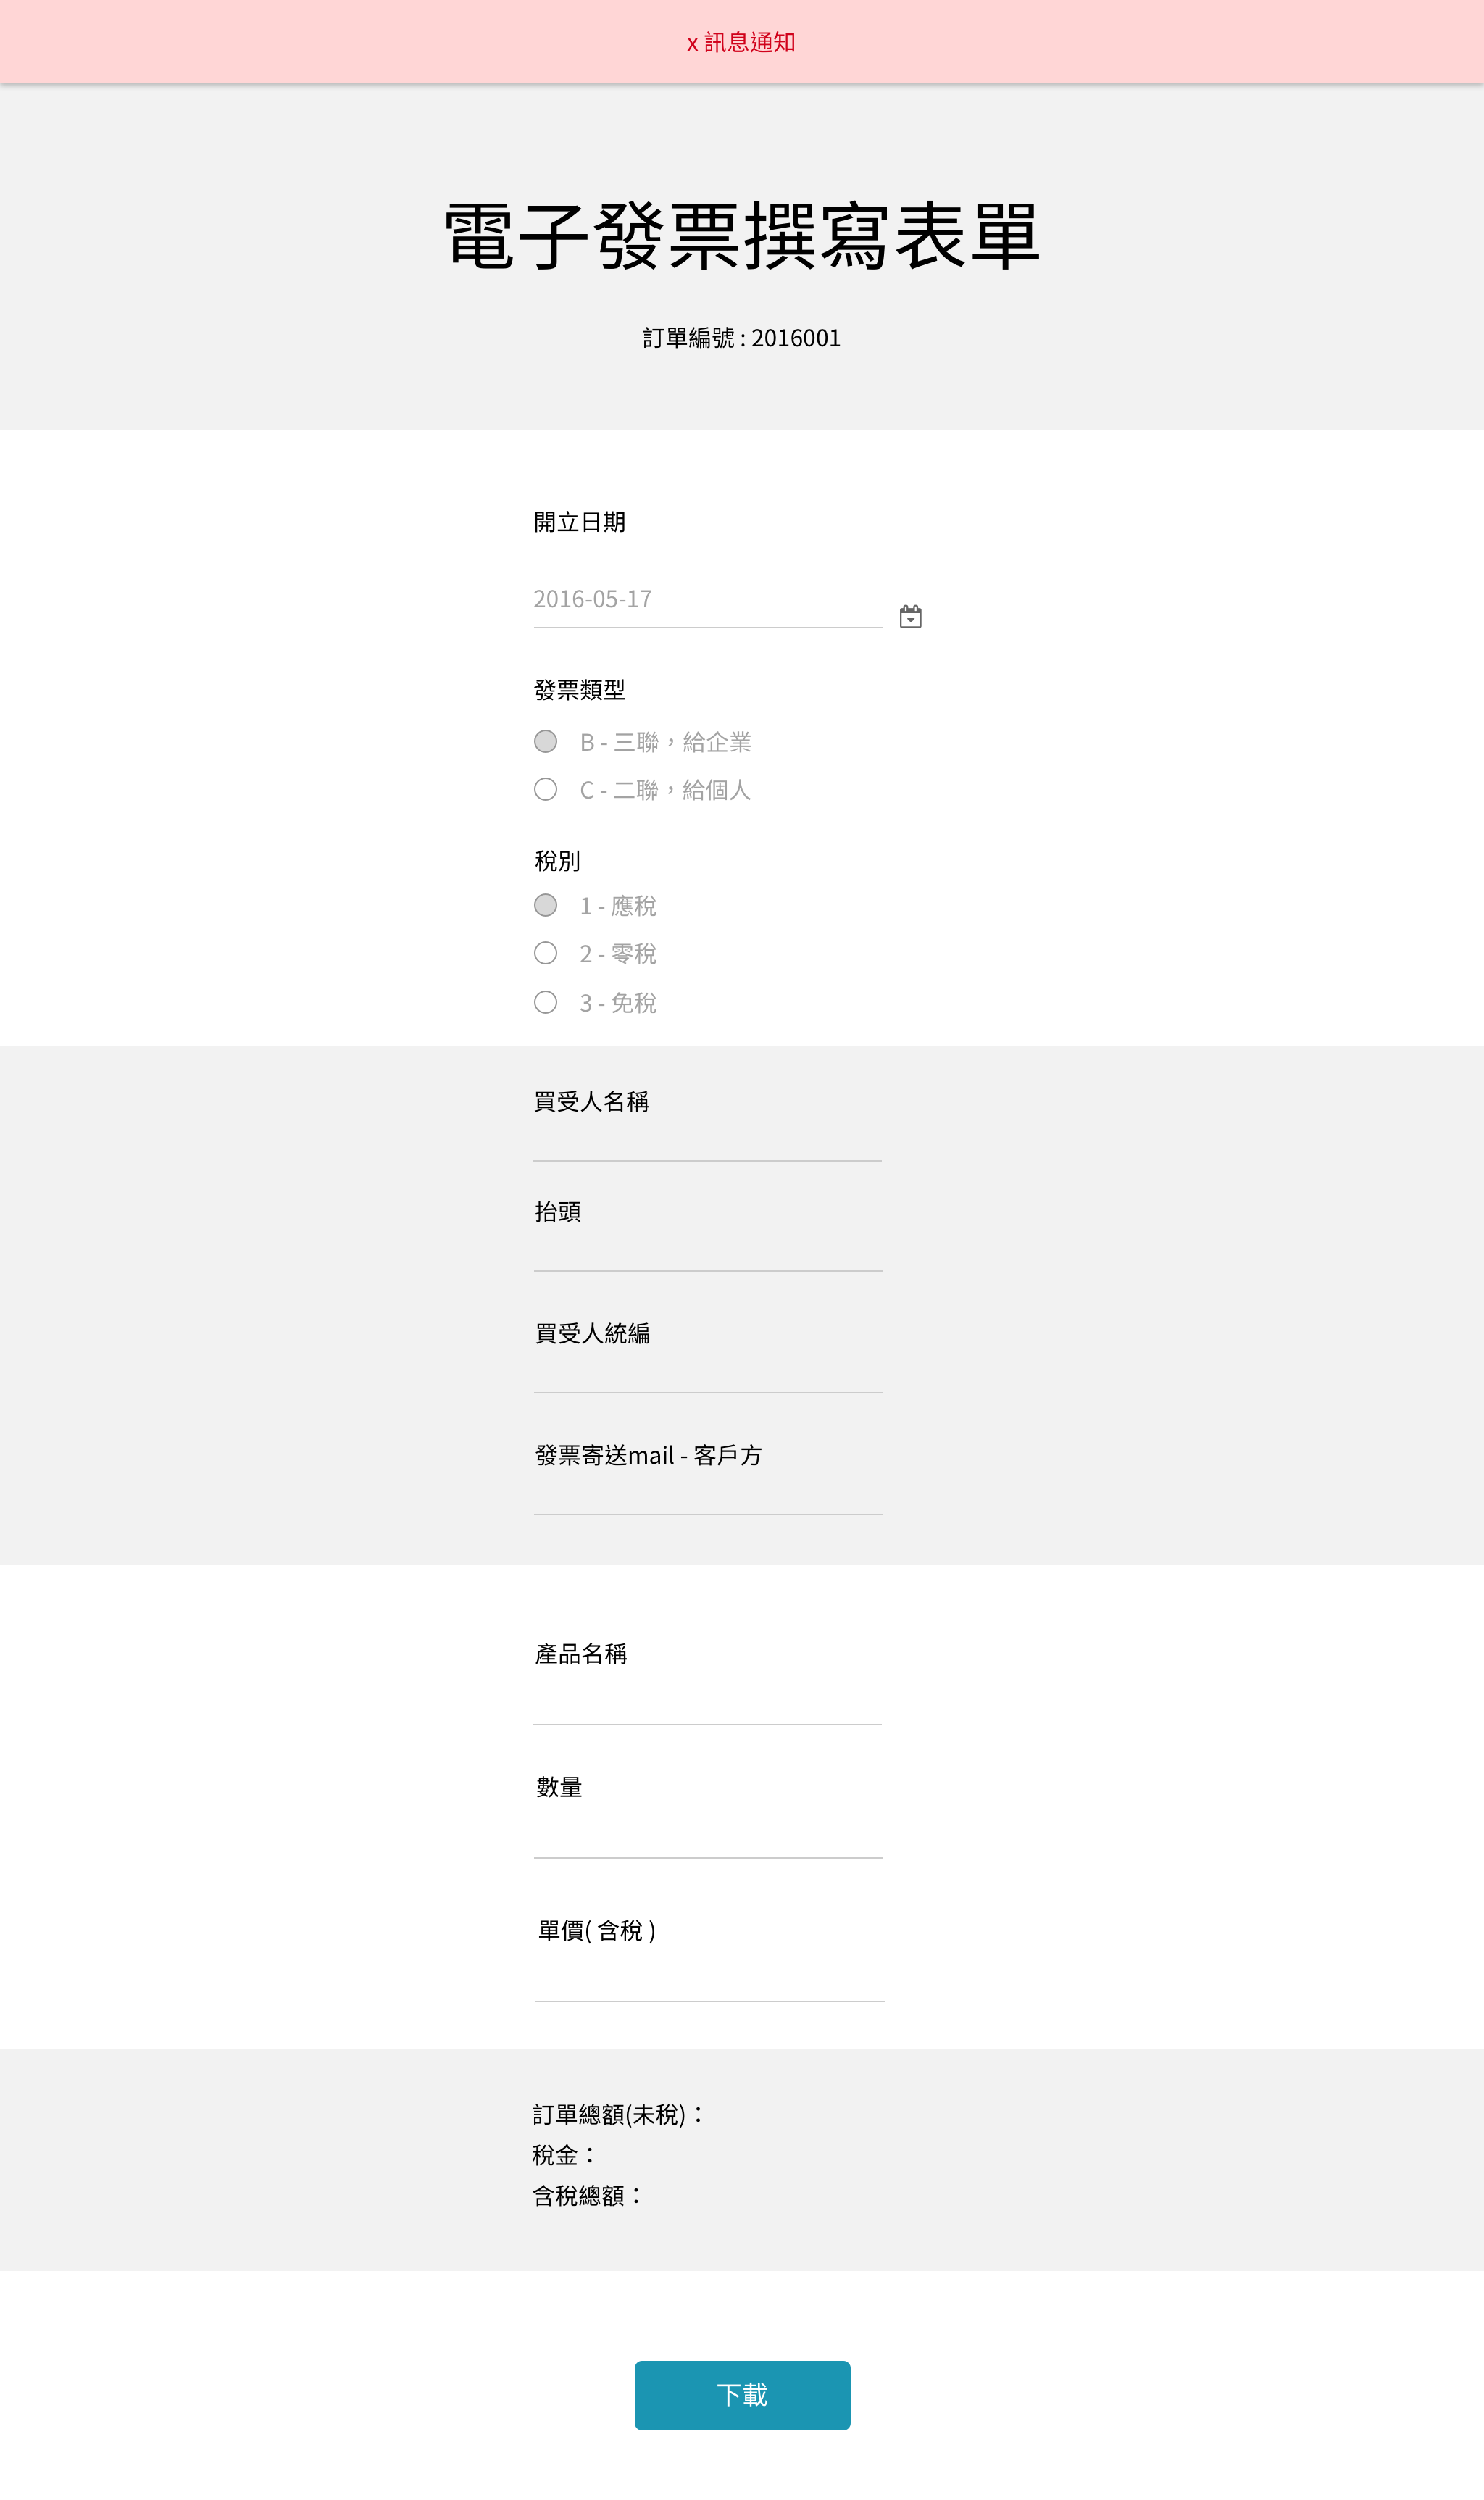 x 訊息通知
電子發票撰寫表單
訂單編號 : 2016001
開立日期
2016-05-17
發票類型
B - 三聯，給企業
C - 二聯，給個人
稅別
1 - 應稅
2 - 零稅
3 - 免稅
買受人名稱
抬頭
買受人統編
發票寄送mail - 客戶方
產品名稱
數量
單價( 含稅 )
訂單總額(未稅)：
稅金：
含稅總額：
下載